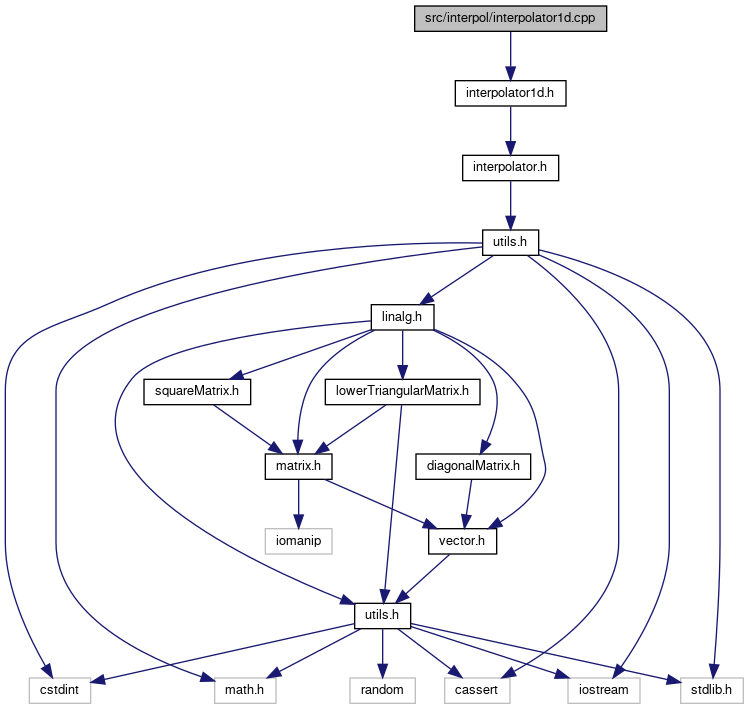 src/interpol/interpolator1d.cpp
interpolator1d.h
interpolator.h
utils.h
linalg.h
squareMatrix.h
lowerTriangularMatrix.h
matrix.h
diagonalMatrix.h
iomanip
vector.h
utils.h
cstdint
math.h
random
cassert
iostream
stdlib.h